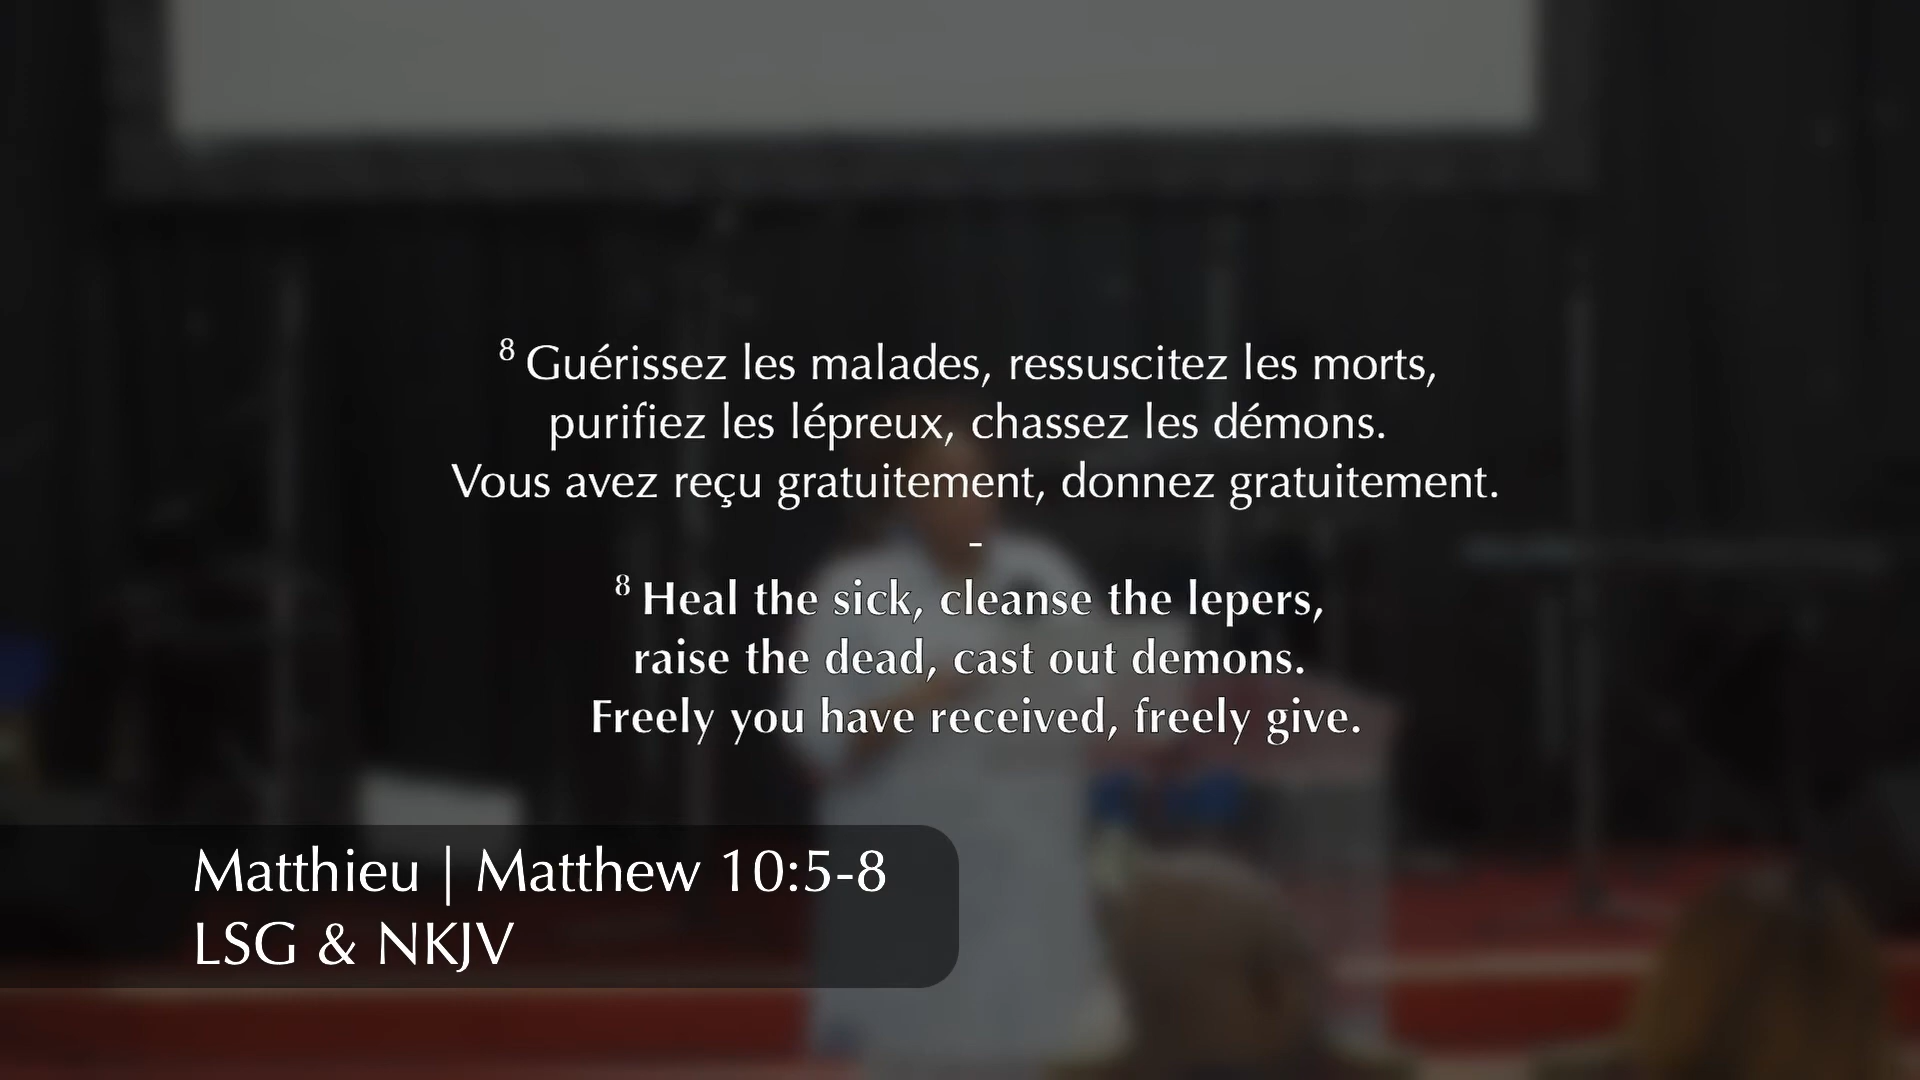 8 Guérissez les malades, ressuscitez les morts,
purifiez les lépreux, chassez les démons.
Vous avez reçu gratuitement, donnez gratuitement.
-
8 Heal the sick, cleanse the lepers,
raise the dead, cast out demons.
Freely you have received, freely give.
Matthieu | Matthew 10:5-8
LSG & NKJV